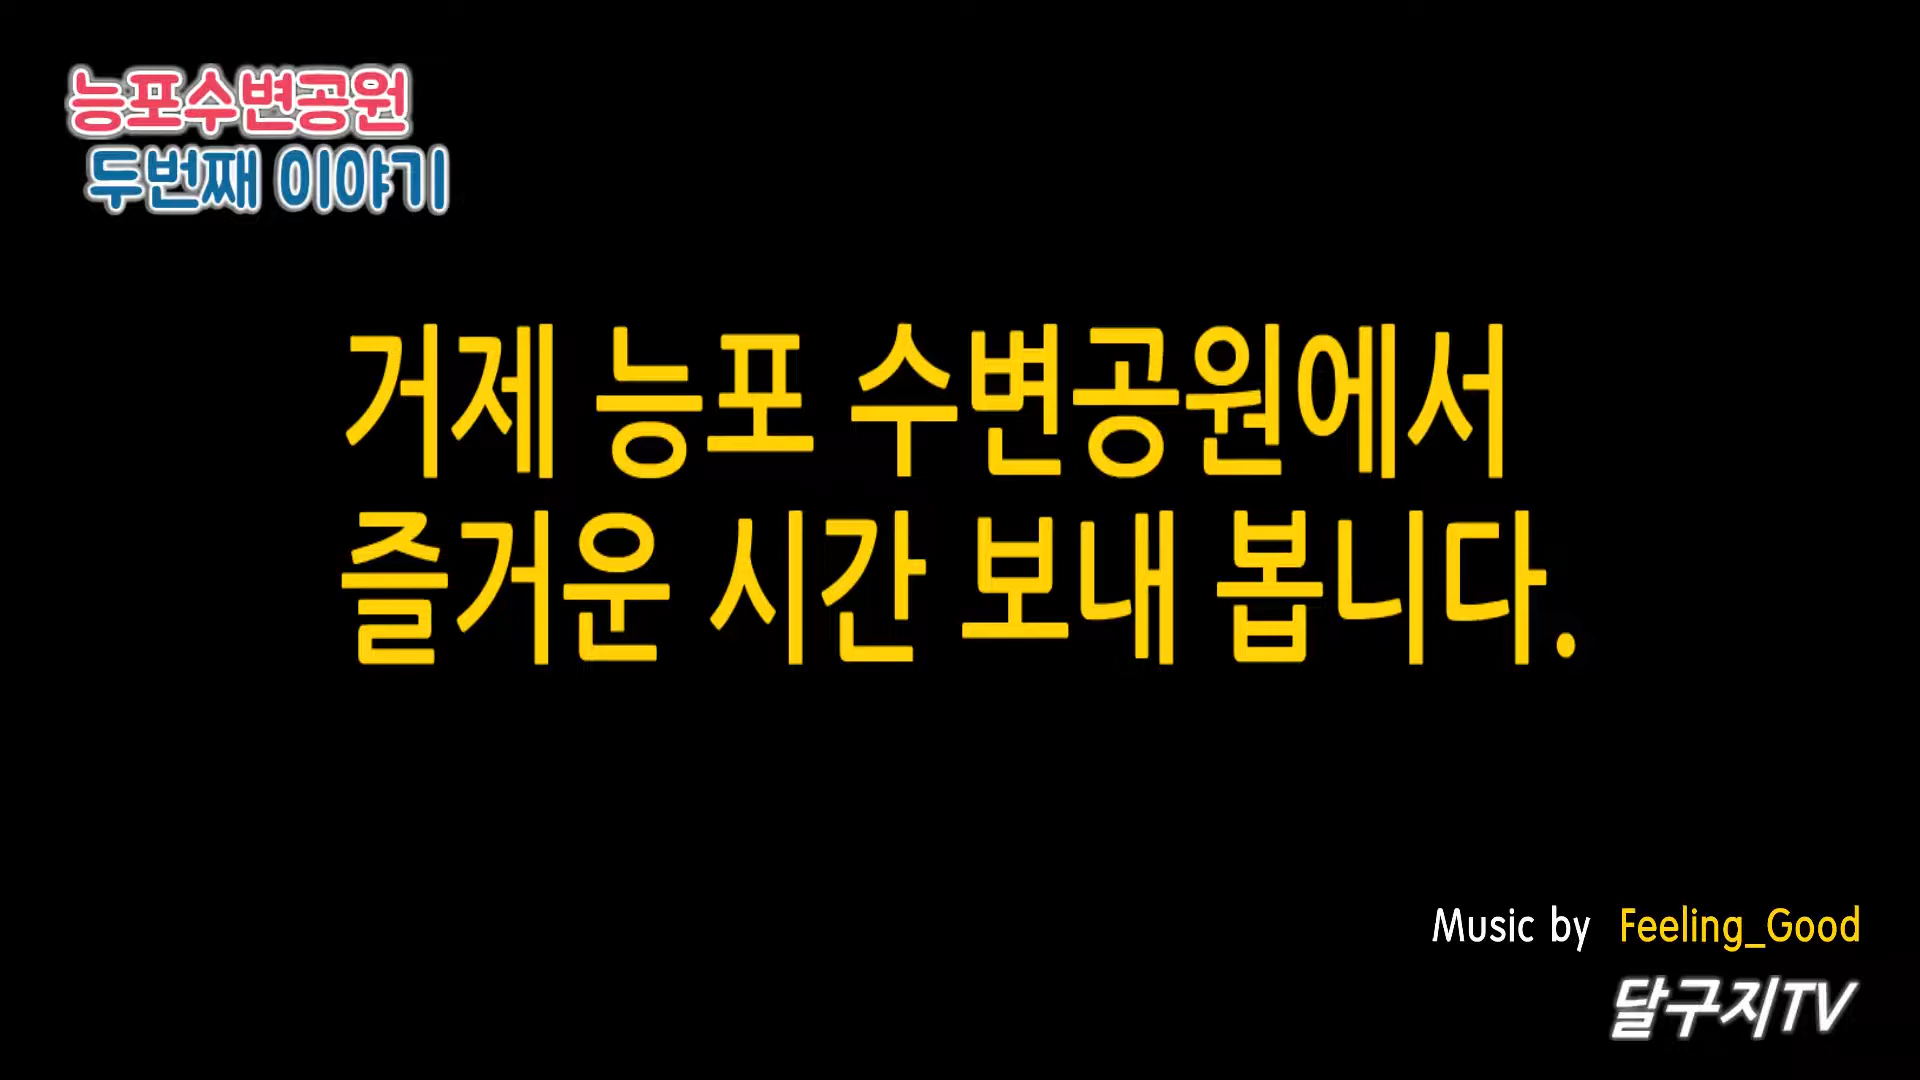 능포수변공원
두번째 이야기
거제 능포 수변공원에서
즐거운 시간 보내 봅니다.
Music by Feeling_Good
달구지TV